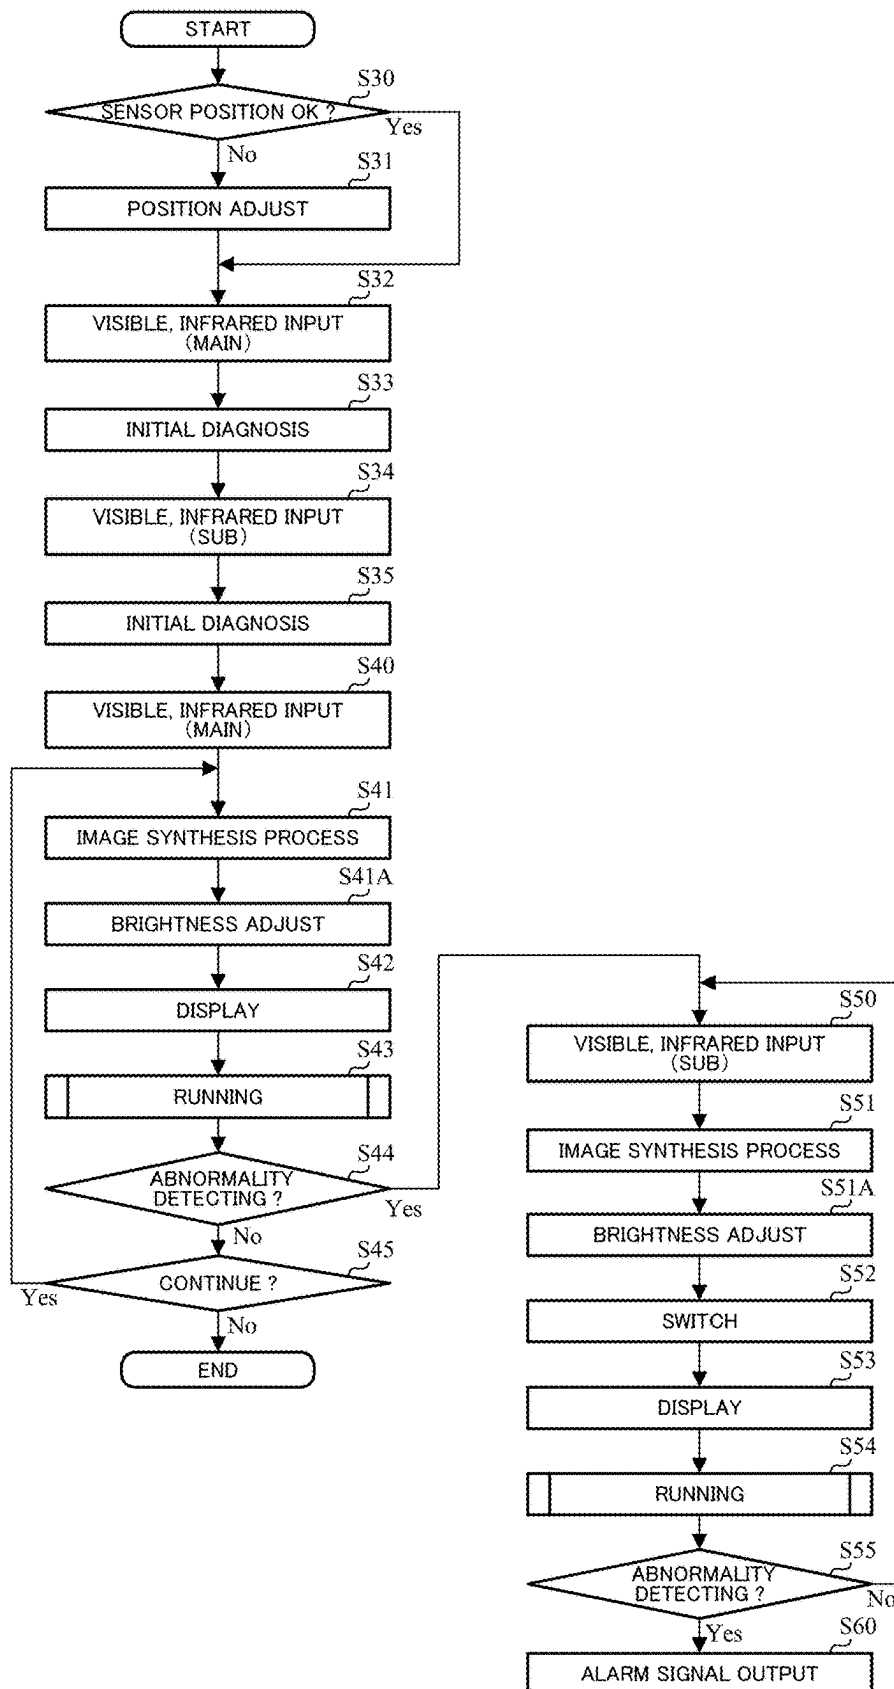 START
S30
SENSOR POSITION OK ?
Yes
No
S31
POSITION ADJUST
S32
VISIBLE, INFRARED INPUT
(MAIN)
S33
INITIAL DIAGNOSIS
S34
VISIBLE, INFRARED INPUT
(SUB)
S35
INITIAL DIAGNOSIS
S40
VISIBLE, INFRARED INPUT
(MAIN)
S41
IMAGE SYNTHESIS PROCESS
S41A
BRIGHTNESS ADJUST
S42
DISPLAY
S43
RUNNING
S44
ABNORMALITY
DETECTING ?
Yes
No
S45
CONTINUE ?
Yes
No
END
S50
VISIBLE, INFRARED INPUT
(SUB)
S51
IMAGE SYNTHESIS PROCESS
S51A
BRIGHTNESS ADJUST
S52
SWITCH
S53
DISPLAY
S54
RUNNING
S55
ABNORMALITY
DETECTING ?
No
Yes
S60
ALARM SIGNAL OUTPUT